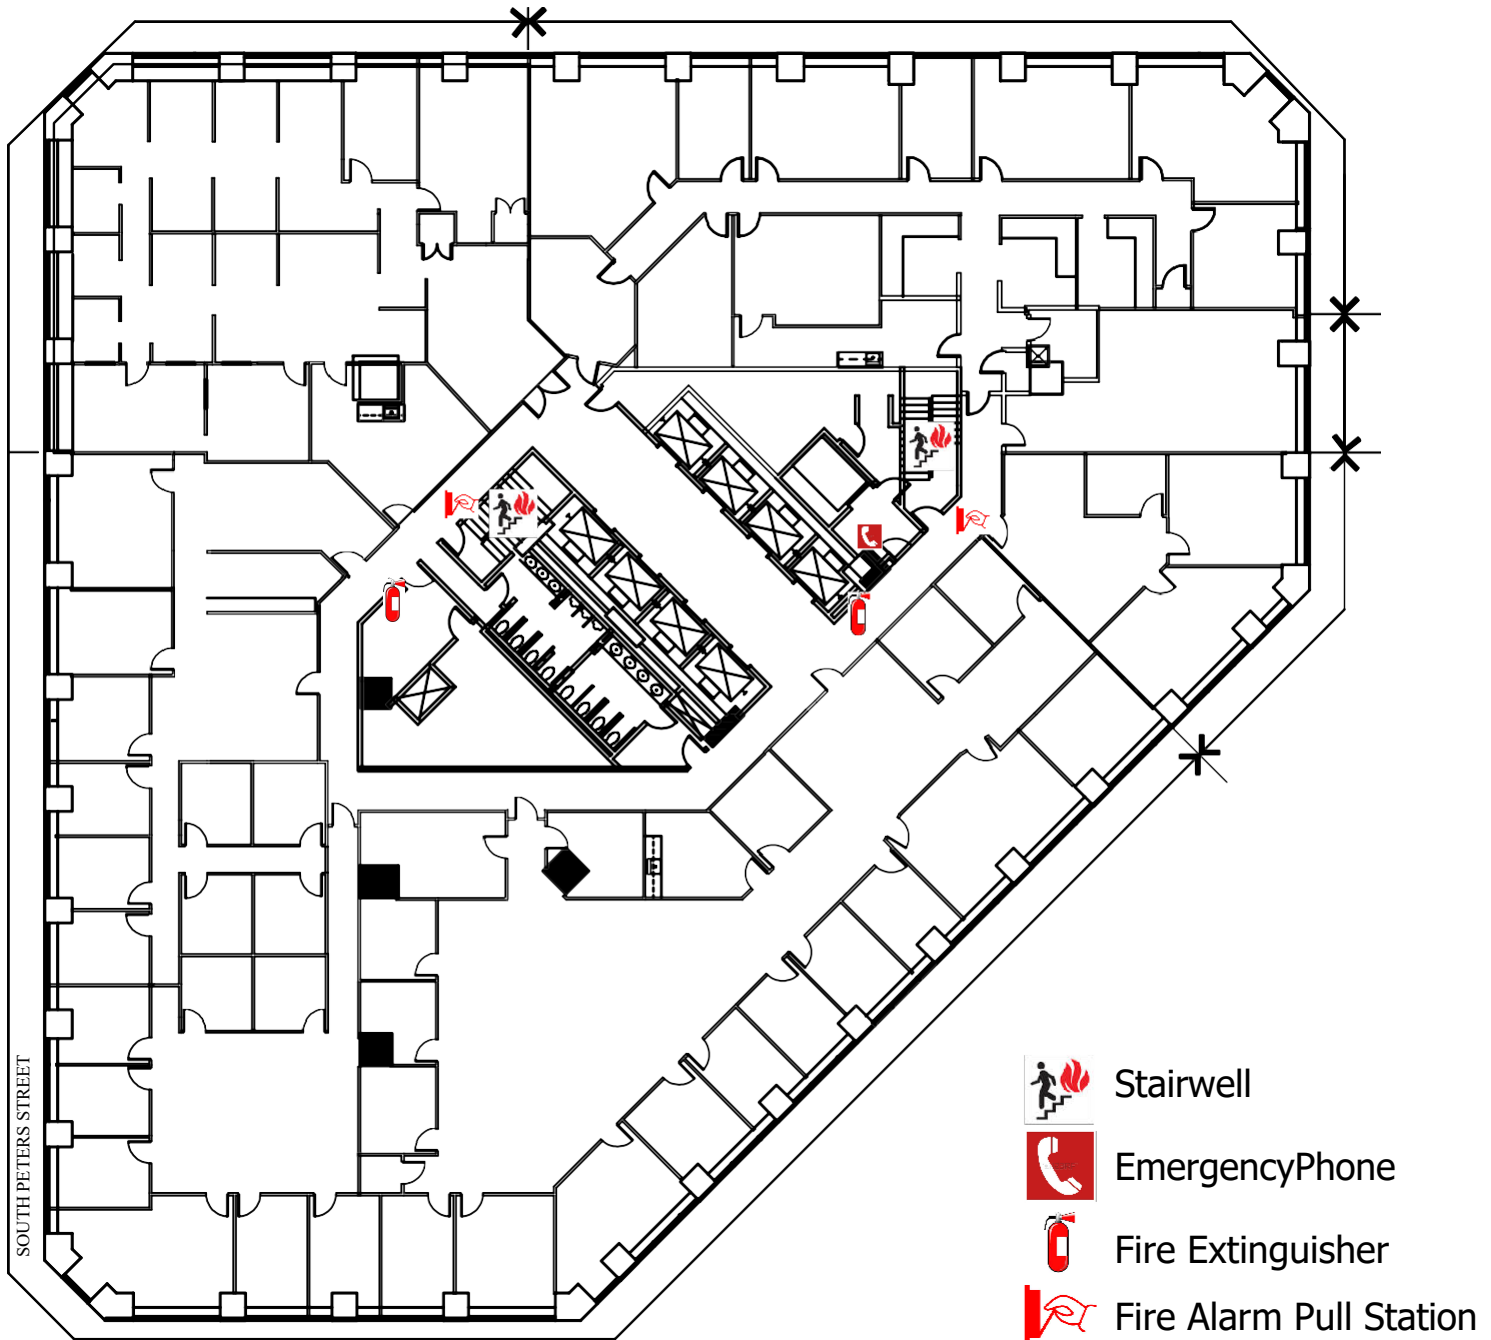 SOUTH PETERS STREET
Stairwell
EmergencyPhone
Fire Extinguisher
Fire Alarm Pull Station